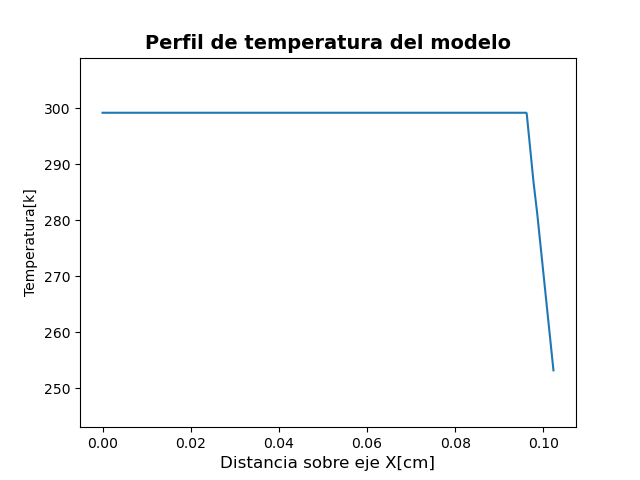 Perfil de temperatura del modelo
Temperatura[k]
300
290
280
270
260
250
0.00 0.02 0.04 0.06 0.08 0.10
Distancia sobre eje X[cm]